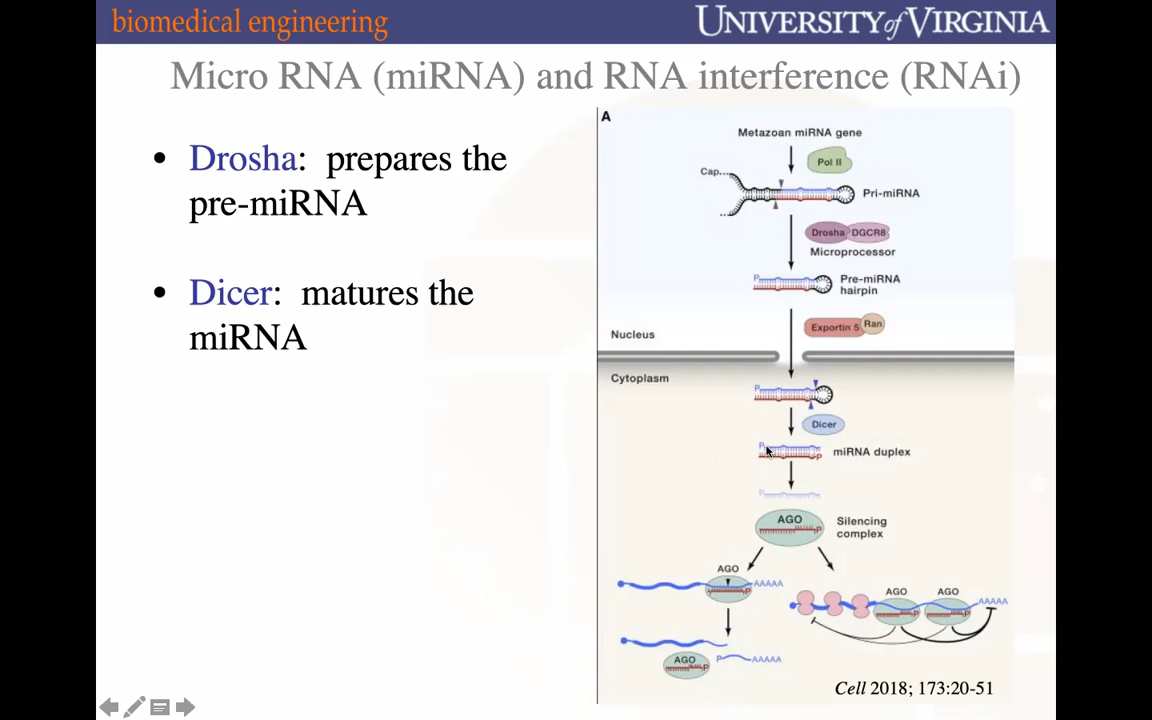 biomedical engineering
UNIVERSITY of VIRGINIA
Micro RNA (miRNA) and RNA interference (RNAi)
• Drosha: prepares the
pre-miRNA
• Dicer: matures the
miRNA
A
Metazoan miRNA gene
Pol II
Cap
Pri-miRNA
Drosha DGCR8
Microprocessor
P
Pre-miRNA
hairpin
Exportin 5 Ran
Nucleus
Cytoplasm
P
Dicer
P
P
miRNA duplex
P
AGO
P
Silencing
complex
AGO
AAAAA
P
AGO
AGO
AAAAA
P
P
AGO
P
P
AAAAA
Cell 2018; 173:20-51